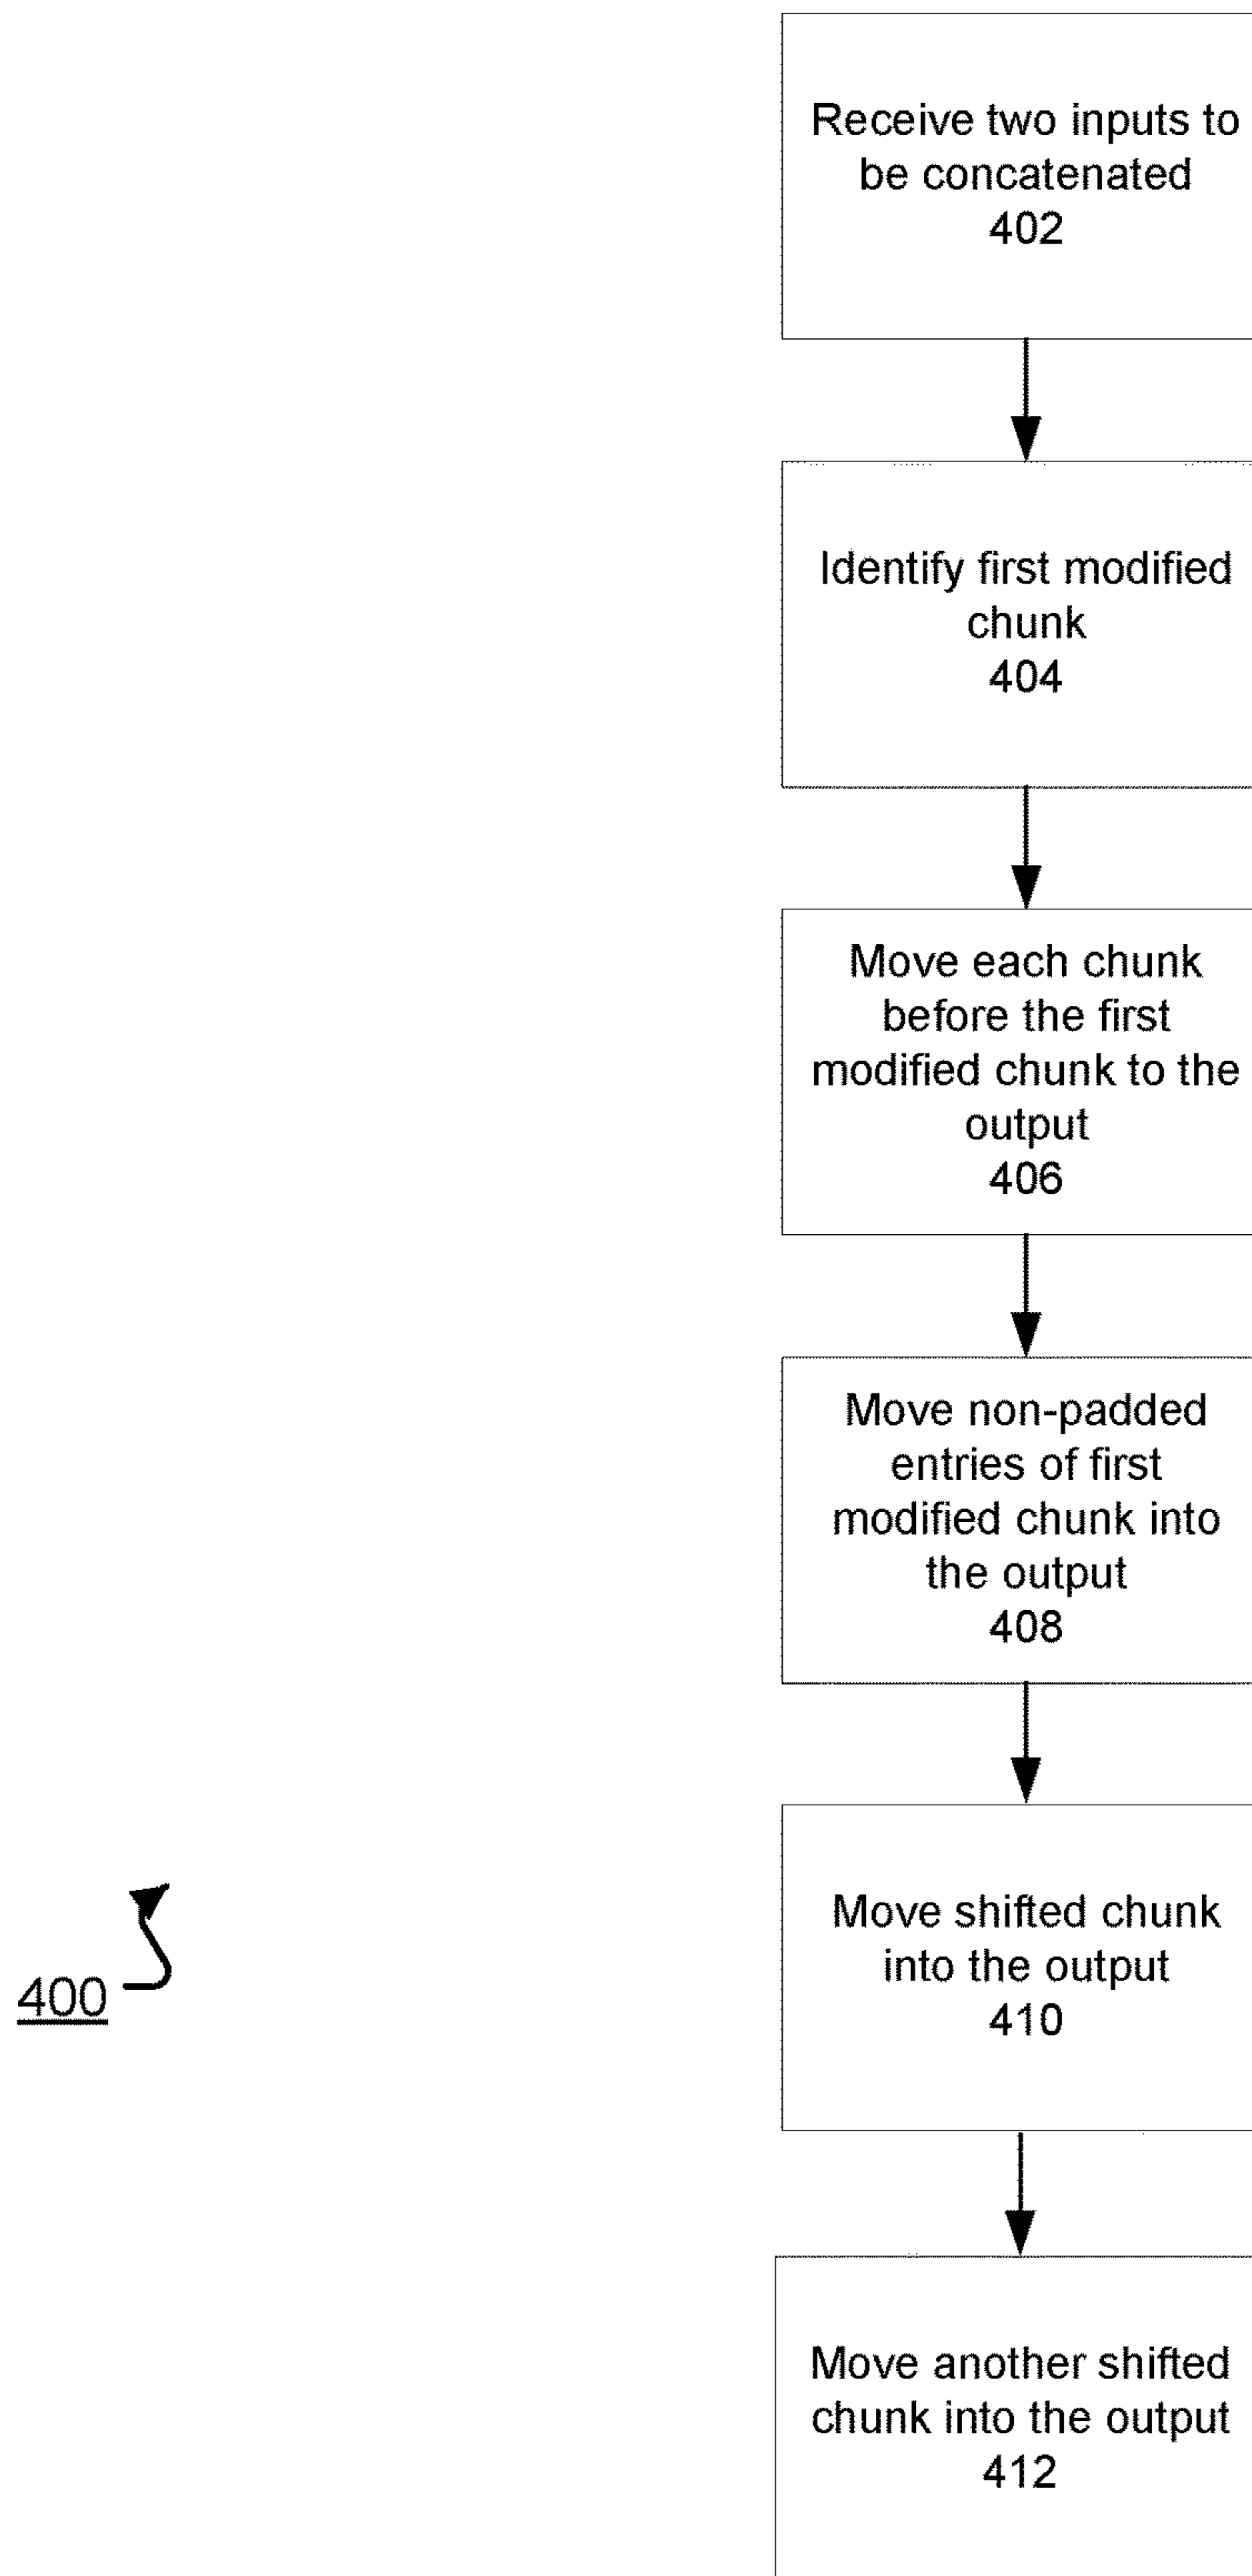 Receive two inputs to
be concatenated
402
Identify first modified
chunk
404
Move each chunk
before the first
modified chunk to the
output
406
Move non-padded
entries of first
modified chunk into
the output
408
Move shifted chunk
into the output
410
400
Move another shifted
chunk into the output
412